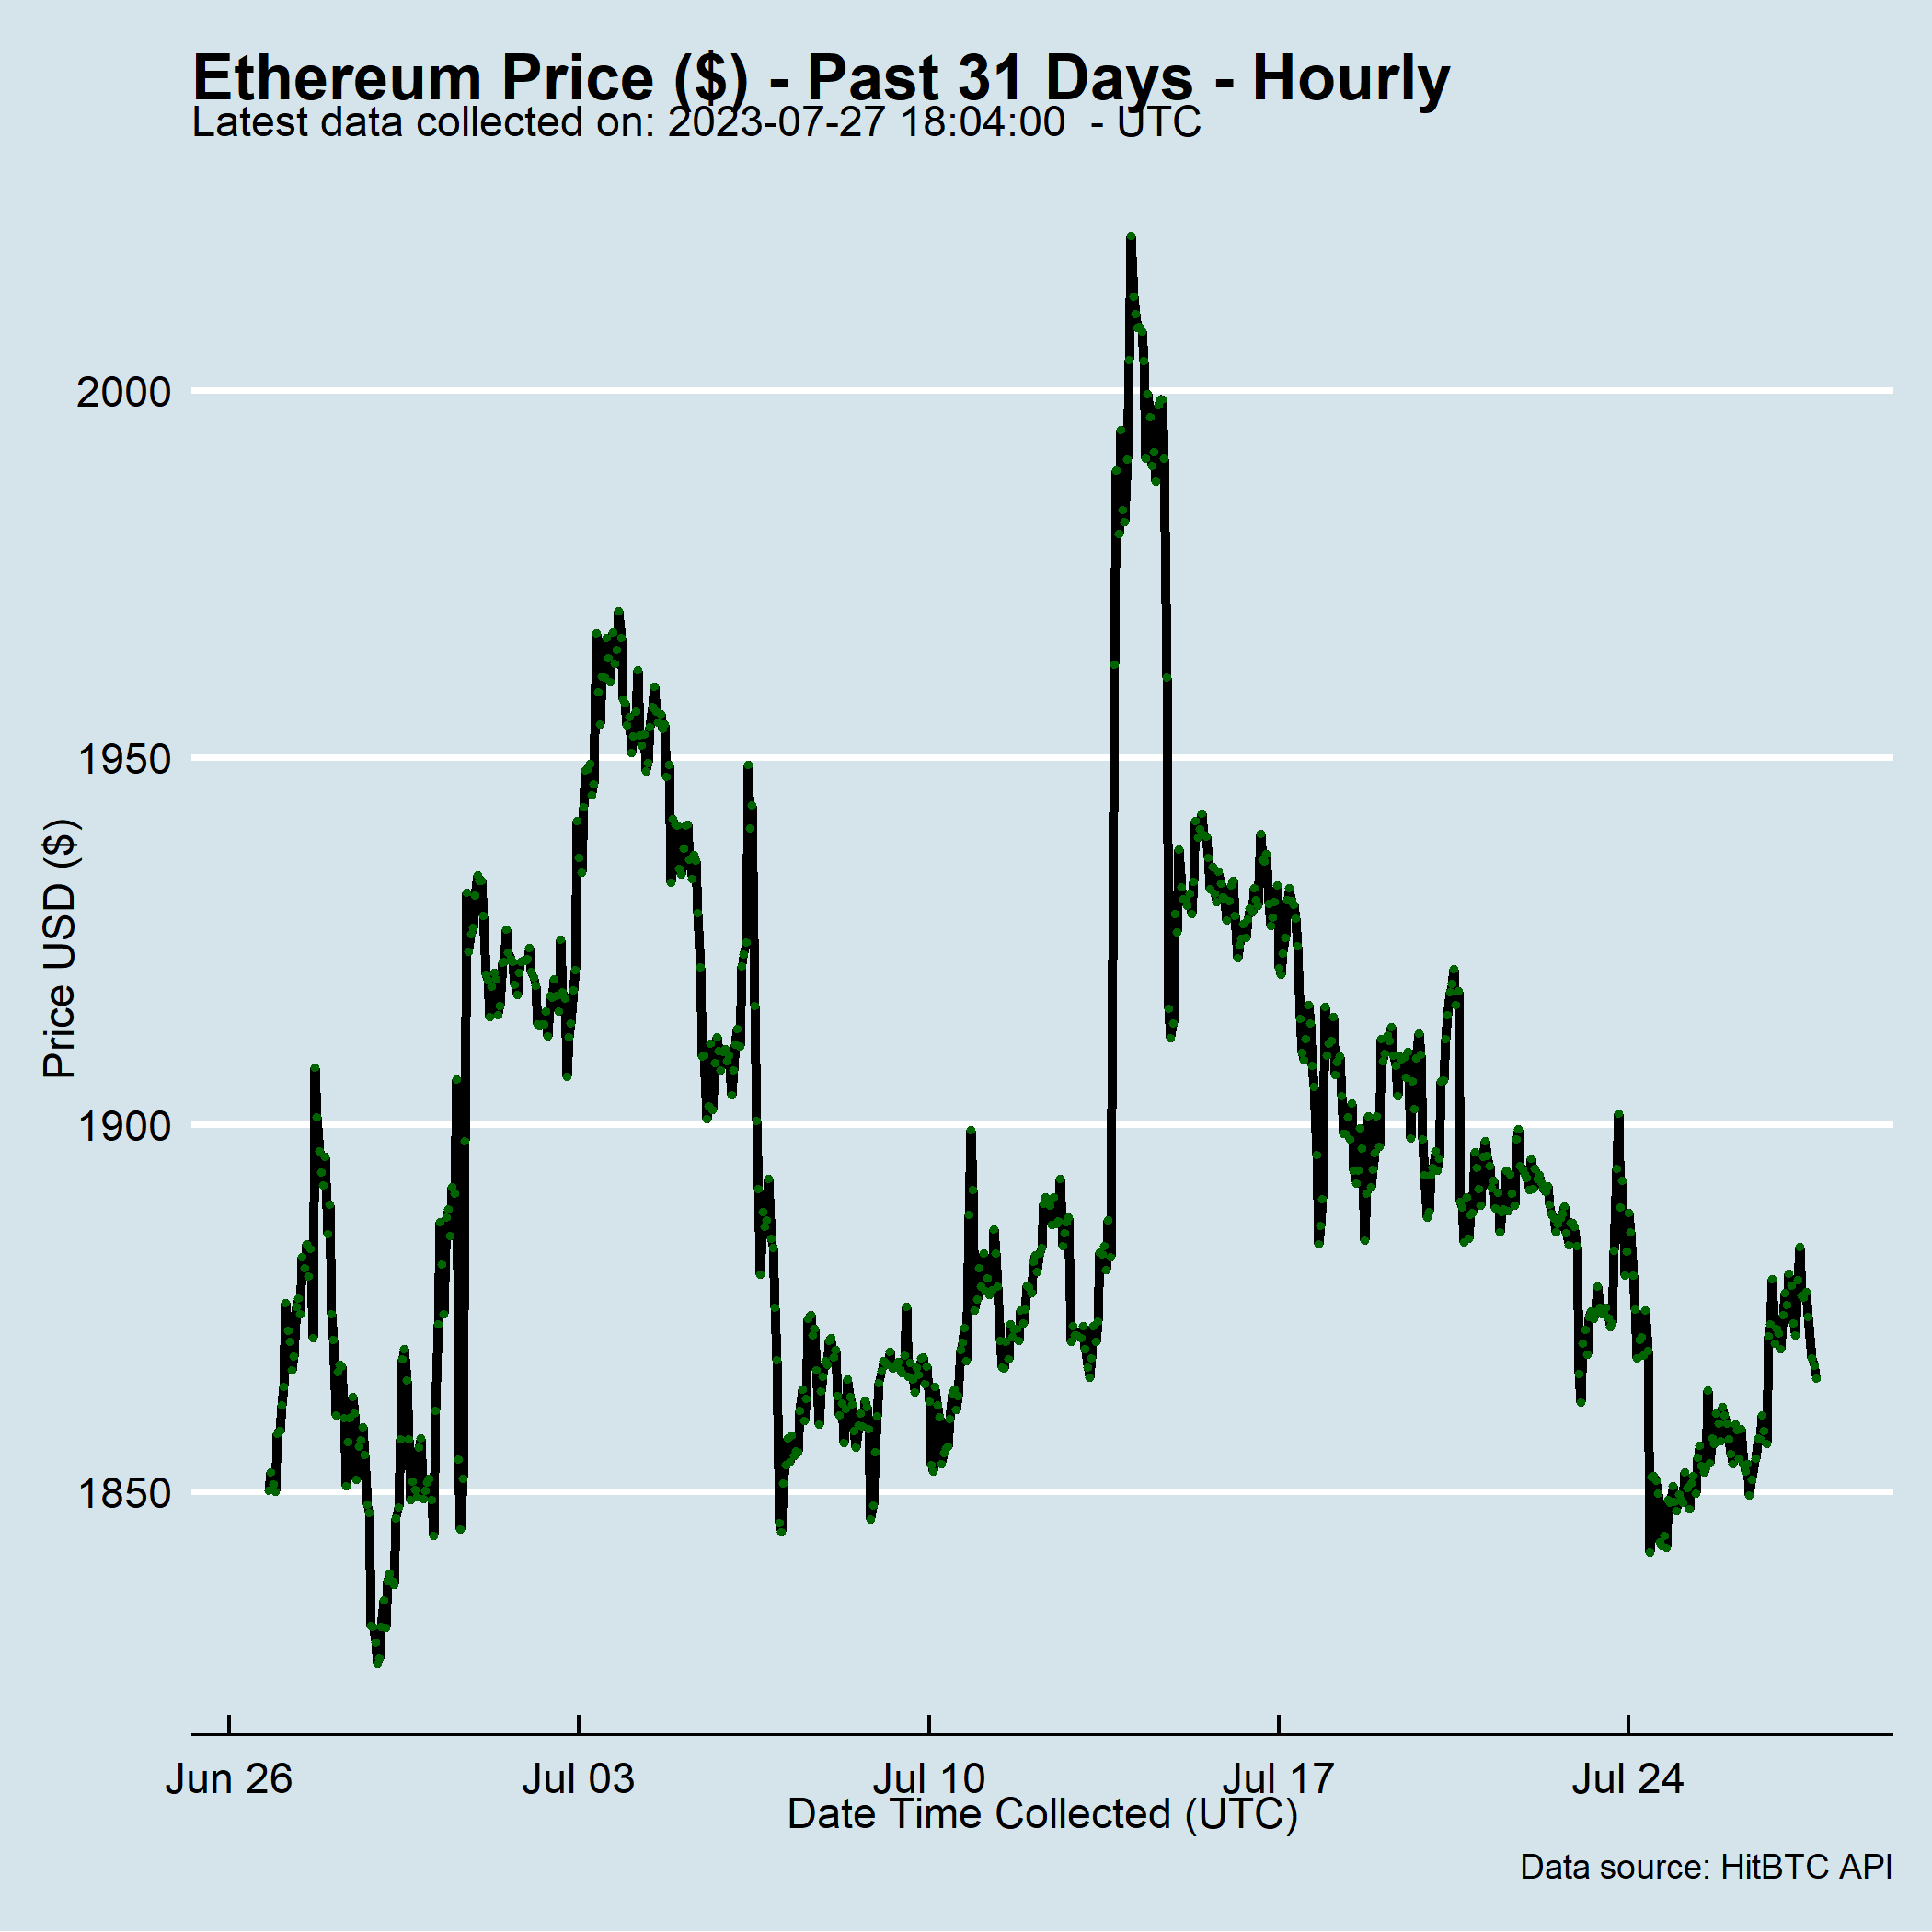 Ethereum Price ($) - Past 31 Days - Hourly
Latest data collected on: 2023-07-27 18:04:00  - UTC
2000
1950
1900
1850
Price USD ($)
Jun 26
Jul 03
Jul 10
Jul 17
Jul 24
Date Time Collected (UTC)
Data source: HitBTC API